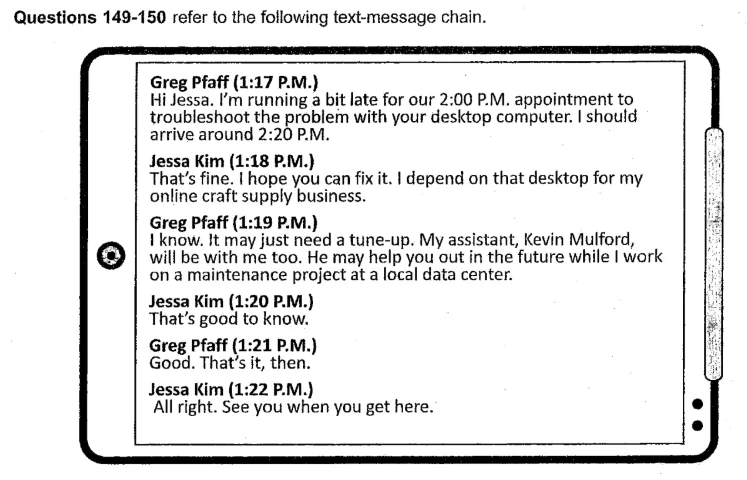 Questions 149-150 refer to the following text-message chain.
Greg Pfaff (1:17 P.M.)
Hi Jessa. I'm running a bit late for our 2:00 P.M. appointment to
troubleshoot the problem with your desktop computer. I should
arrive around 2:20 P.M.
Jessa Kim (1:18 P.M.)
That's fine. I hope you can fix it. I depend on that desktop for my
online craft supply business.
Greg Pfaff (1:19 P.M.)
I know. It may just need a tune-up. My assistant, Kevin Mulford,
will be with me too. He may help you out in the future while I work
on a maintenance project at a local data center.
Jessa Kim (1:20 P.M.)
That's good to know.
Greg Pfaff (1:21 P.M.)
Good. That's it, then.
Jessa Kim (1:22 P.M.)
All right. See you when you get here.